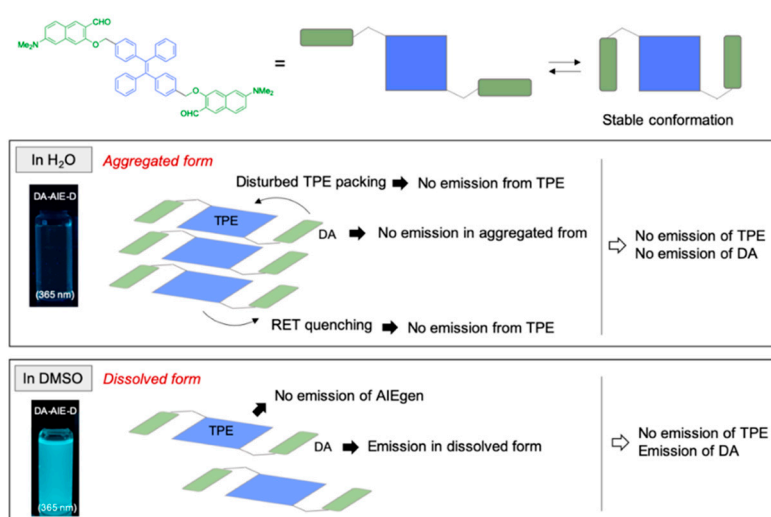 CHO
Me₂N
O
O
NMe₂
OHC
=
Stable conformation
In H₂O
Aggregated form
DA-AIE-D
(365 nm)
Disturbed TPE packing No emission from TPE
TPE
DA
No emission in aggregated from
RET quenching No emission from TPE
No emission of TPE
No emission of DA
In DMSO
Dissolved form
DA-AIE-D
(365 nm)
No emission of AIEgen
TPE
DA
Emission in dissolved form
No emission of TPE
Emission of DA